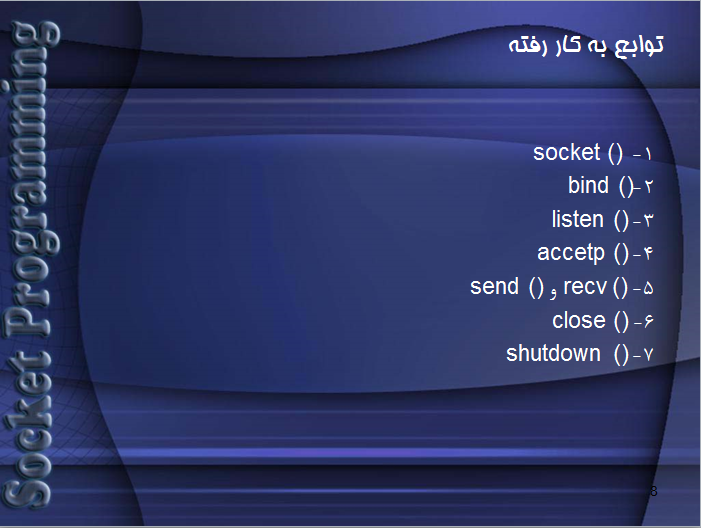 توابع به کار رفته
۱- socket ()
۲- bind ()
۳- listen ()
۴- accetp ()
۵- recv () و send ()
۶- close ()
۷- shutdown ()
Socket Programming
8